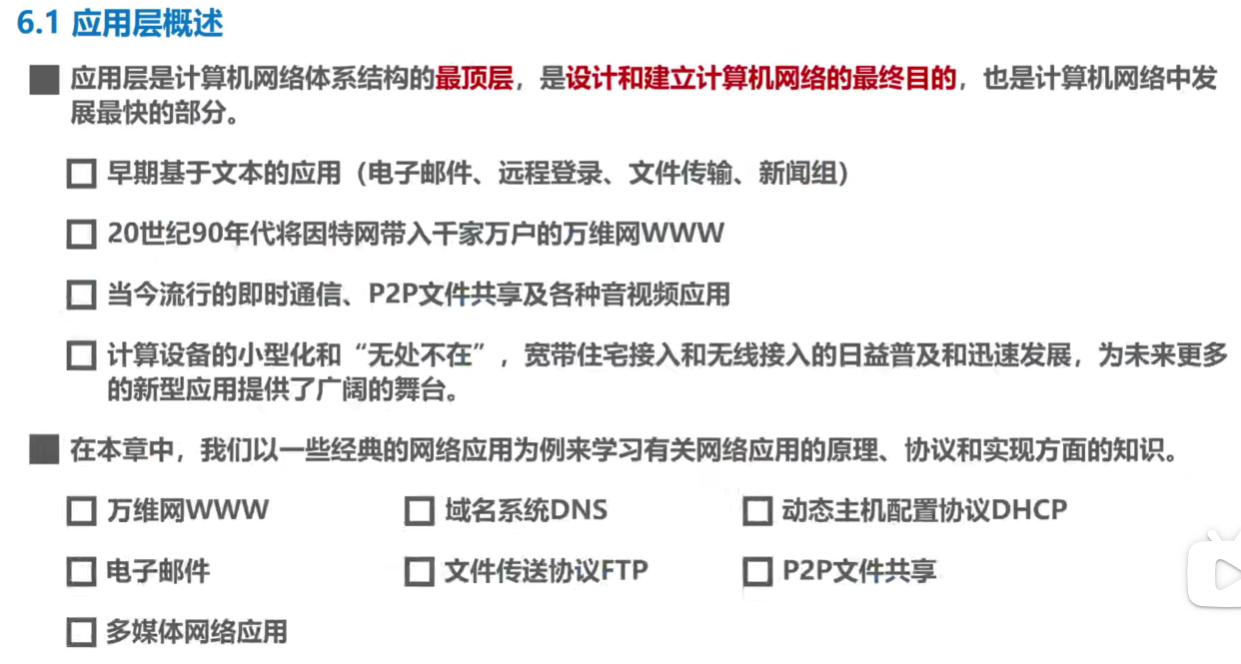 6.1 应用层概述
应用层是计算机网络体系结构的最顶层，是设计和建立计算机网络的最终目的，也是计算机网络中发
展最快的部分。
早期基于文本的应用（电子邮件、远程登录、文件传输、新闻组）
20世纪90年代将因特网带入千家万户的万维网WWW
当今流行的即时通信、P2P文件共享及各种音视频应用
计算设备的小型化和“无处不在”，宽带住宅接入和无线接入的日益普及和迅速发展，为未来更多
的新型应用提供了广阔的舞台。
在本章中，我们以一些经典的网络应用为例来学习有关网络应用的原理、协议和实现方面的知识。
万维网WWW 域名系统DNS 动态主机配置协议DHCP
电子邮件 文件传送协议FTP P2P文件共享
多媒体网络应用